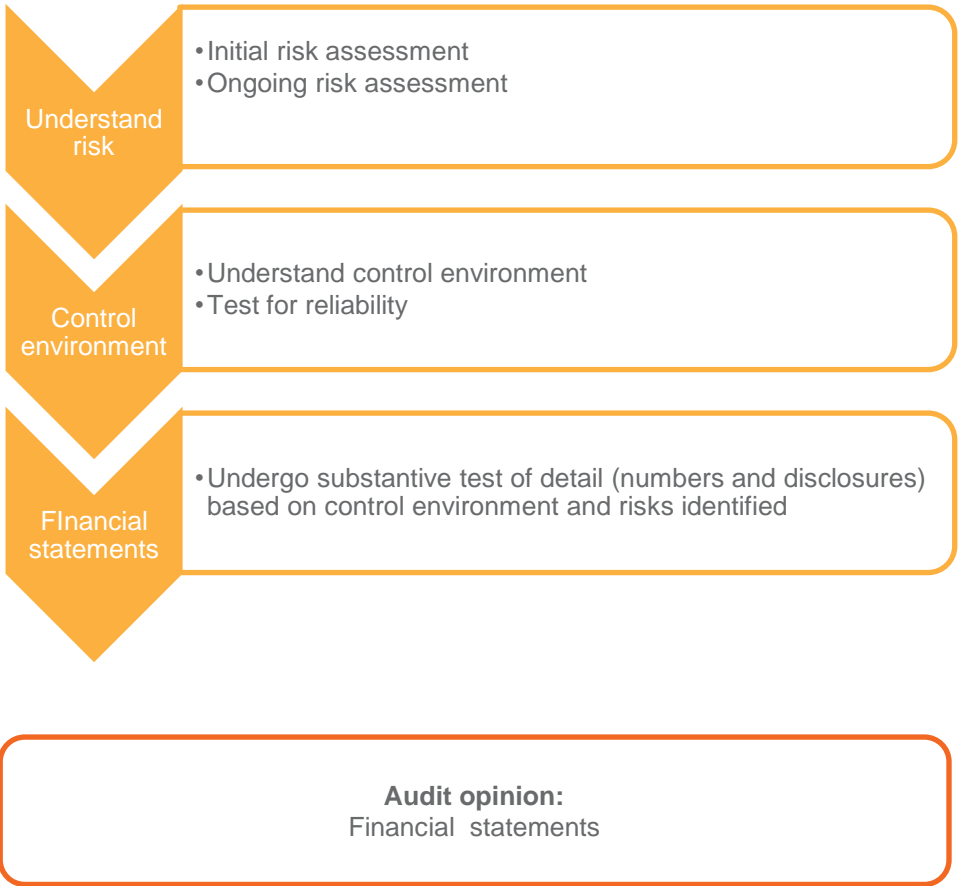 •Initial risk assessment
•Ongoing risk assessment
Understand
risk
•Understand control environment
•Test for reliability
Control
environment
•Undergo substantive test of detail (numbers and disclosures)
based on control environment and risks identified
FInancial
statements
Audit opinion:
Financial statements